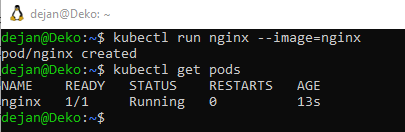 dejan@Deko: ~
dejan@Deko:~$ kubectl run nginx --image=nginx
pod/nginx created
dejan@Deko:~$ kubectl get pods
NAME    READY   STATUS    RESTARTS   AGE
nginx   1/1     Running   0          13s
dejan@Deko:~$